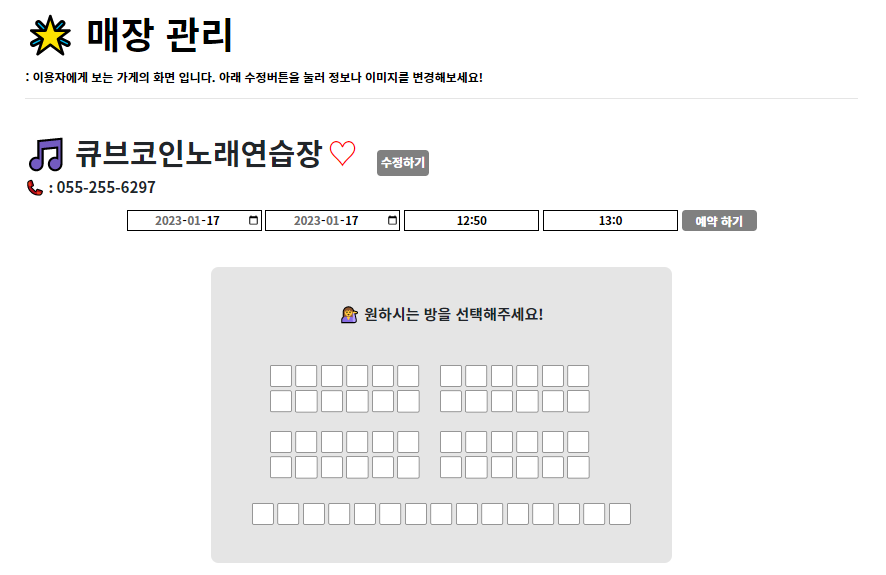 매장 관리
: 이용자에게 보는 가게의 화면 입니다. 아래 수정버튼을 눌러 정보나 이미지를 변경해보세요!
큐브코인노래연습장 ♡ 수정하기
: 055-255-6297
2023-01-17 2023-01-17 12:50 13:0 예약 하기
원하시는 방을 선택해주세요!